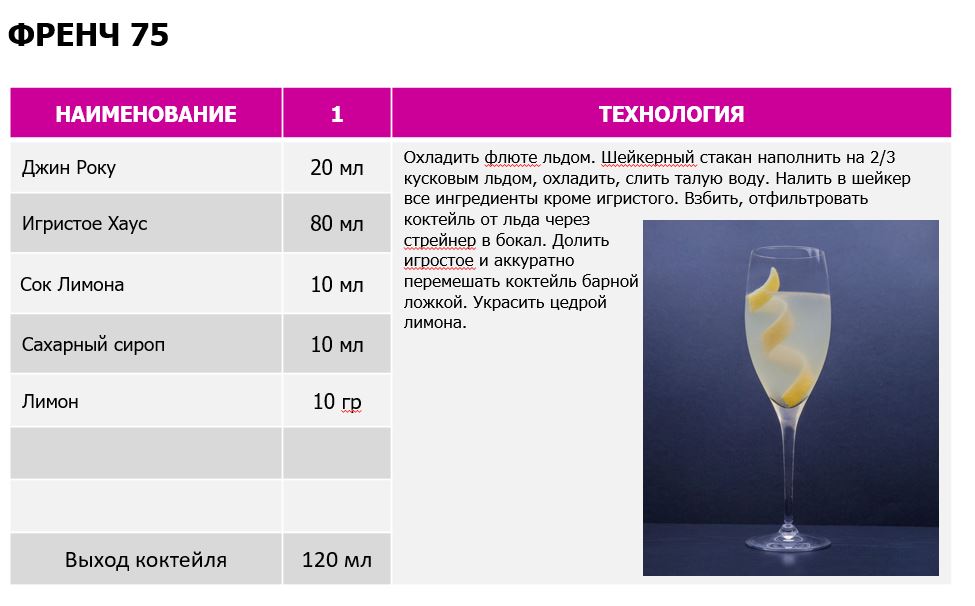 ФРЕНЧ 75
НАИМЕНОВАНИЕ 1 ТЕХНОЛОГИЯ
Джин Року 20 мл
Игристое Хаус 80 мл
Сок Лимона 10 мл
Сахарный сироп 10 мл
Лимон 10 гр
Выход коктейля 120 мл
Охладить флюте льдом. Шейкерный стакан наполнить на 2/3
кусковым льдом, охладить, слить талую воду. Налить в шейкер
все ингредиенты кроме игристого. Взбить, отфильтровать
коктейль от льда через
стрейнер в бокал. Долить
игростое и аккуратно
перемешать коктейль барной
ложкой. Украсить цедрой
лимона.